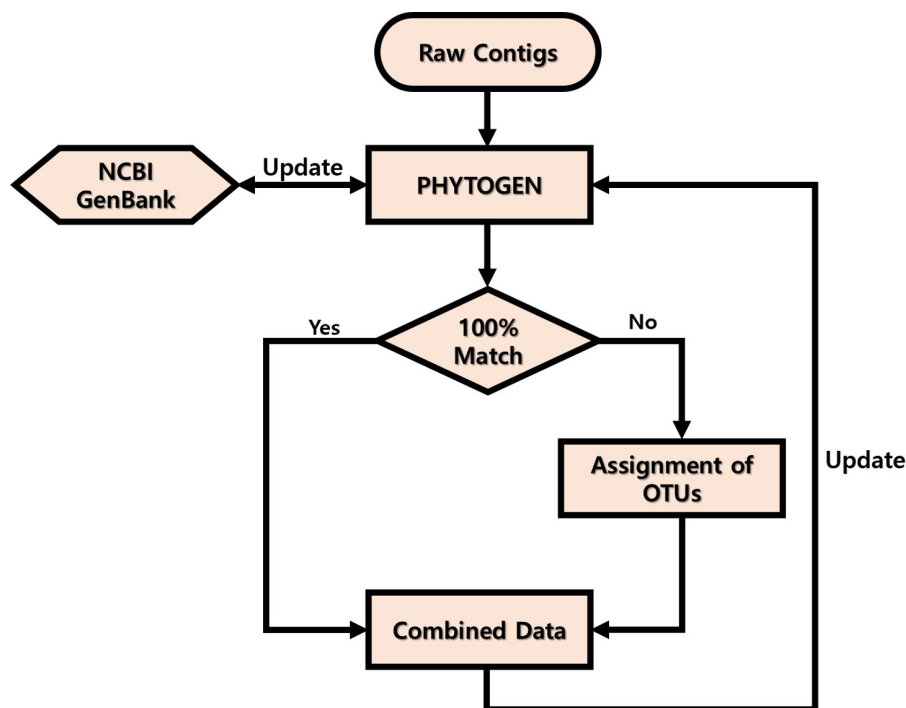 Raw Contigs
NCBI
GenBank
Update
PHYTOGEN
Yes
100%
Match
No
Assignment of
OTUs
Update
Combined Data